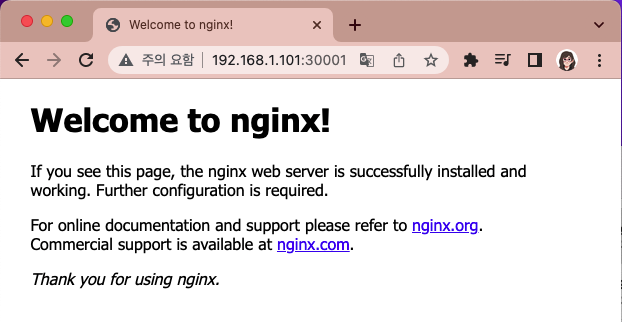 Welcome to nginx!
주의 요함 192.168.1.101:30001
Welcome to nginx!
If you see this page, the nginx web server is successfully installed and
working. Further configuration is required.
For online documentation and support please refer to nginx.org.
Commercial support is available at nginx.com.
Thank you for using nginx.